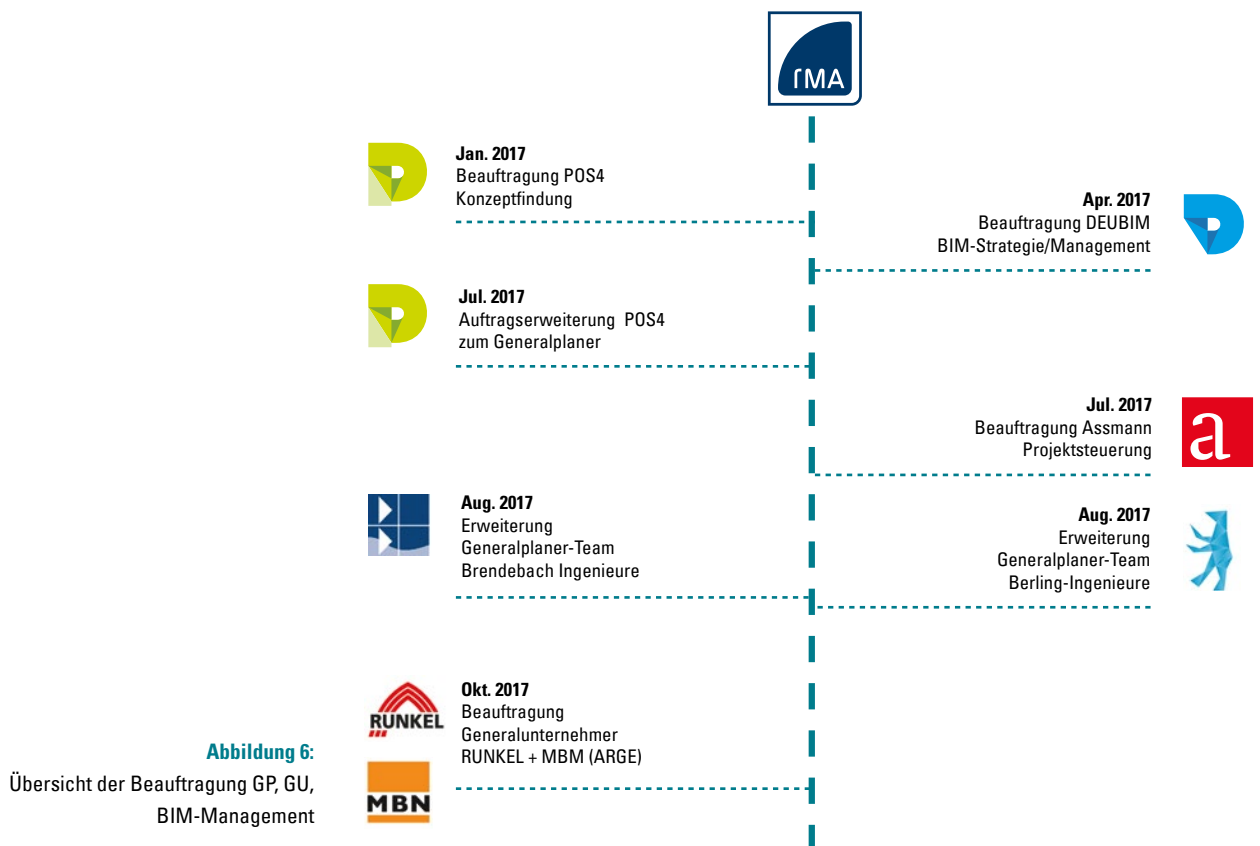 rMA
Jan. 2017
Beauftragung POS4
Konzeptfindung
Apr. 2017
Beauftragung DEUBIM
BIM-Strategie/Management
Jul. 2017
Auftragserweiterung POS4
zum Generalplaner
Jul. 2017
Beauftragung Assmann
Projektsteuerung
a
Aug. 2017
Erweiterung
Generalplaner-Team
Brendebach Ingenieure
Aug. 2017
Erweiterung
Generalplaner-Team
Berling-Ingenieure
RUNKEL
Okt. 2017
Beauftragung
Generalunternehmer
RUNKEL + MBM (ARGE)
MBN
Abbildung 6:
Übersicht der Beauftragung GP, GU,
BIM-Management